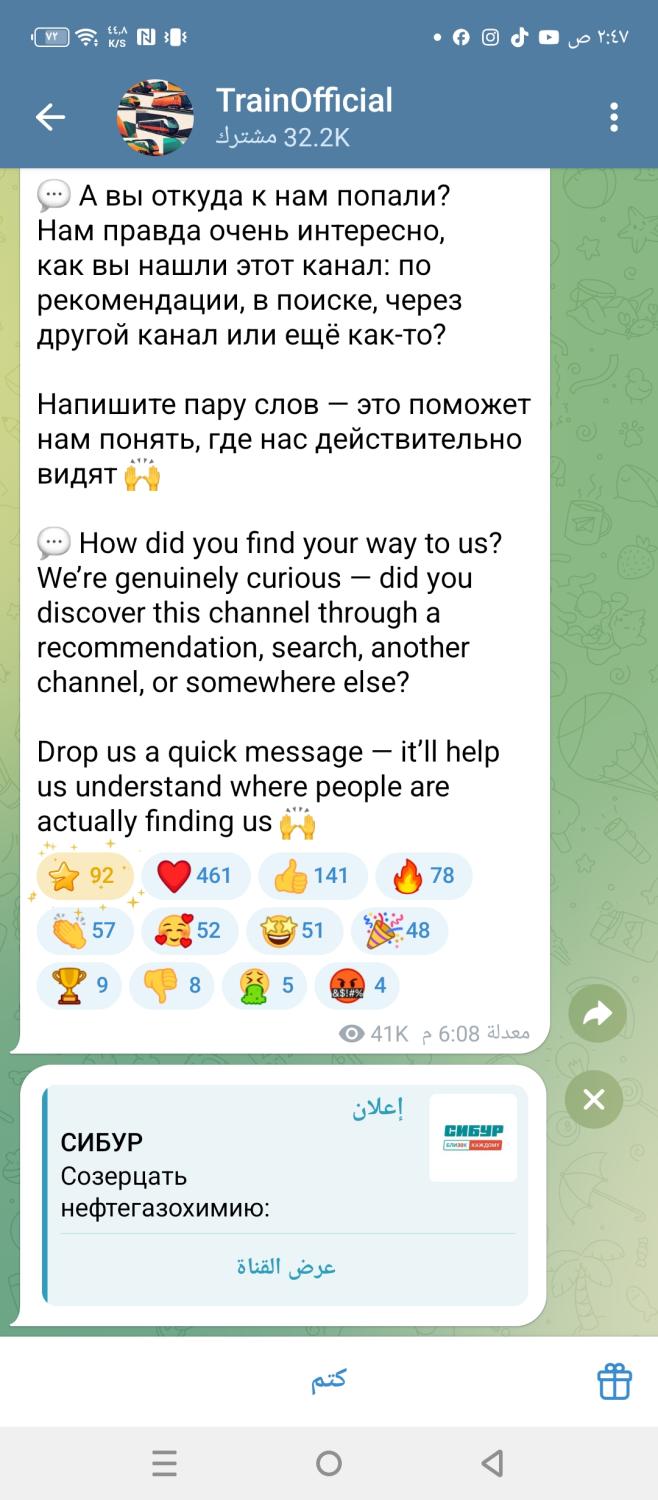 ٧٢ ٤٤,٨ K/S ٢:٤٧ ص
TrainOfficial
32.2K مشترك
💬 А вы откуда к нам попали?
Нам правда очень интересно,
как вы нашли этот канал: по
рекомендации, в поиске, через
другой канал или ещё как-то?
Напишите пару слов — это поможет
нам понять, где нас действительно
видят 🙌
💬 How did you find your way to us?
We’re genuinely curious — did you
discover this channel through a
recommendation, search, another
channel, or somewhere else?
Drop us a quick message — it’ll help
us understand where people are
actually finding us 🙌
⭐ 92 ❤️ 461 👍 141 🔥 78
👏 57 🥰 52 🤩 51 🎉 48
🏆 9 👎 8 🤮 5 🤬 4
41K معدلة 6:08 م
إعلان
СИБУР
БЛИЗОК КАЖДОМУ
СИБУР
Созерцать
нефтегазохимию:
عرض القناة
كتم